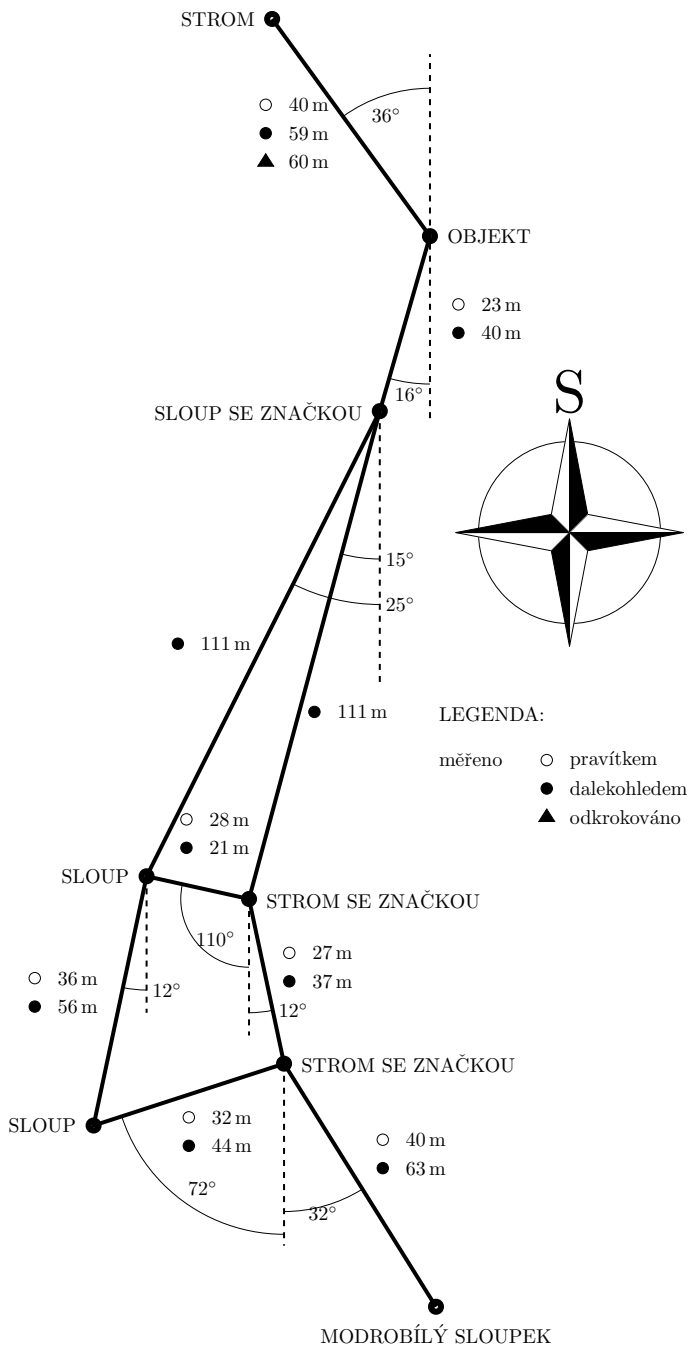 STROM
40 m
59 m
60 m
36°
OBJEKT
23 m
40 m
16°
S
SLOUP SE ZNAČKOU
15°
25°
111 m
111 m
LEGENDA:
měřeno
pravítkem
dalekohledem
odkrokováno
28 m
21 m
SLOUP
STROM SE ZNAČKOU
110°
27 m
37 m
36 m
56 m
12°
12°
STROM SE ZNAČKOU
SLOUP
32 m
44 m
40 m
63 m
72°
32°
MODROBÍLÝ SLOUPEK